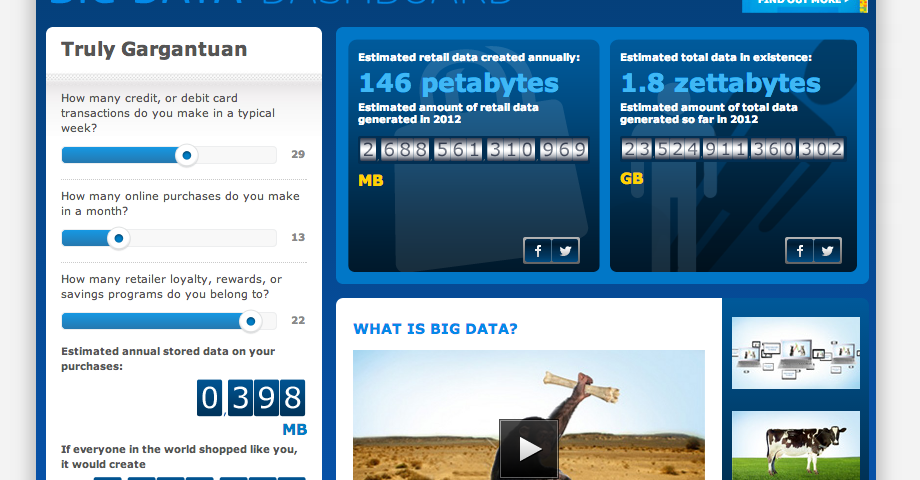 BIG DATA DASHBOARD
FIND OUT MORE >
Truly Gargantuan
How many credit, or debit card
transactions do you make in a typical
week?
29
How many online purchases do you make
in a month?
13
How many retailer loyalty, rewards, or
savings programs do you belong to?
22
Estimated annual stored data on your
purchases:
0,398
MB
If everyone in the world shopped like you,
it would create
Estimated retail data created annually:
146 petabytes
Estimated amount of retail data
generated in 2012
2 688 561 310 969
MB
Estimated total data in existence:
1.8 zettabytes
Estimated amount of total data
generated so far in 2012
23 524 911 360 302
GB
WHAT IS BIG DATA?